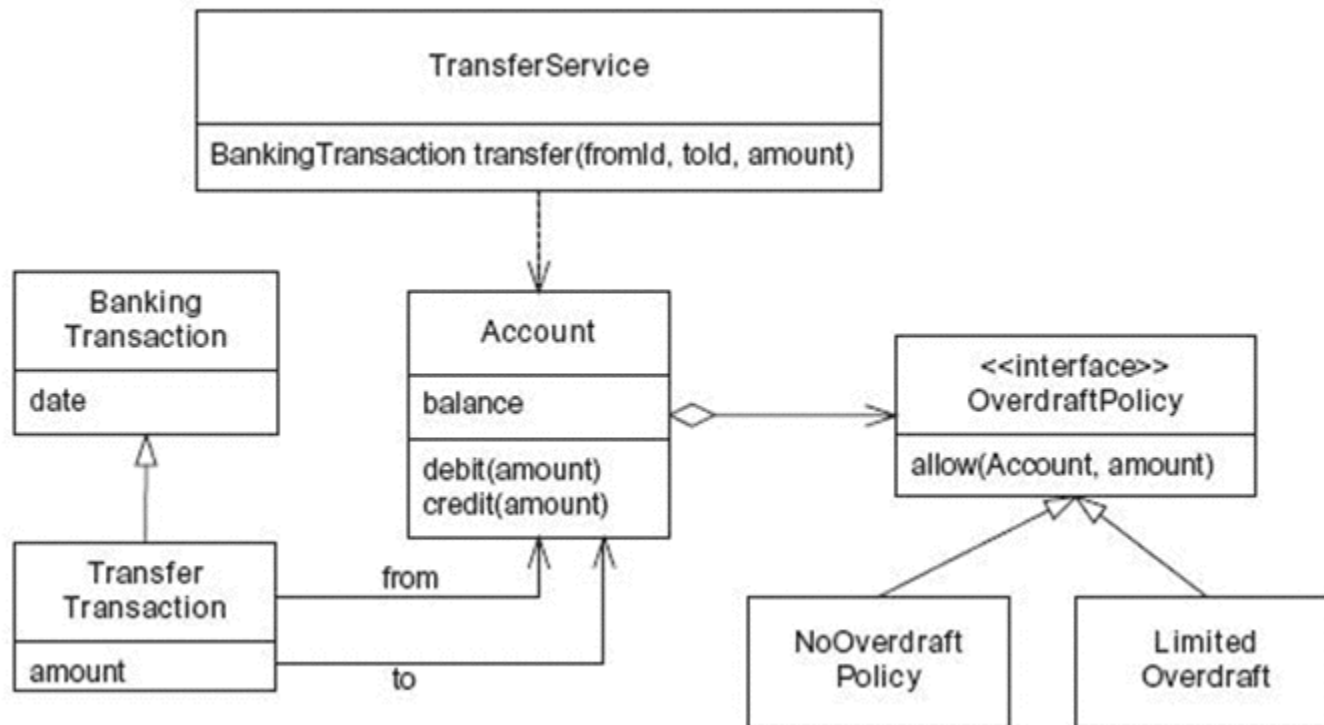 TransferService
BankingTransaction transfer(fromId, toId, amount)
Banking
Transaction
date
Account
balance
debit(amount)
credit(amount)
<<interface>>
OverdraftPolicy
allow(Account, amount)
Transfer
Transaction
amount
from
to
NoOverdraft
Policy
Limited
Overdraft